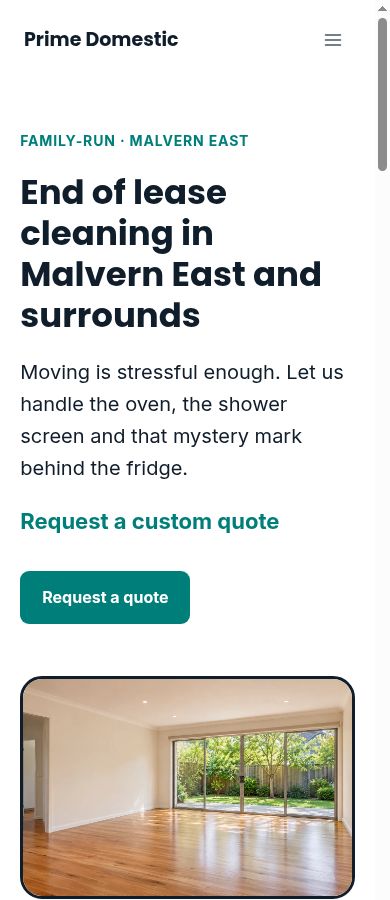 Prime Domestic
FAMILY-RUN · MALVERN EAST
End of lease
cleaning in
Malvern East and
surrounds
Moving is stressful enough. Let us
handle the oven, the shower
screen and that mystery mark
behind the fridge.
Request a custom quote
Request a quote